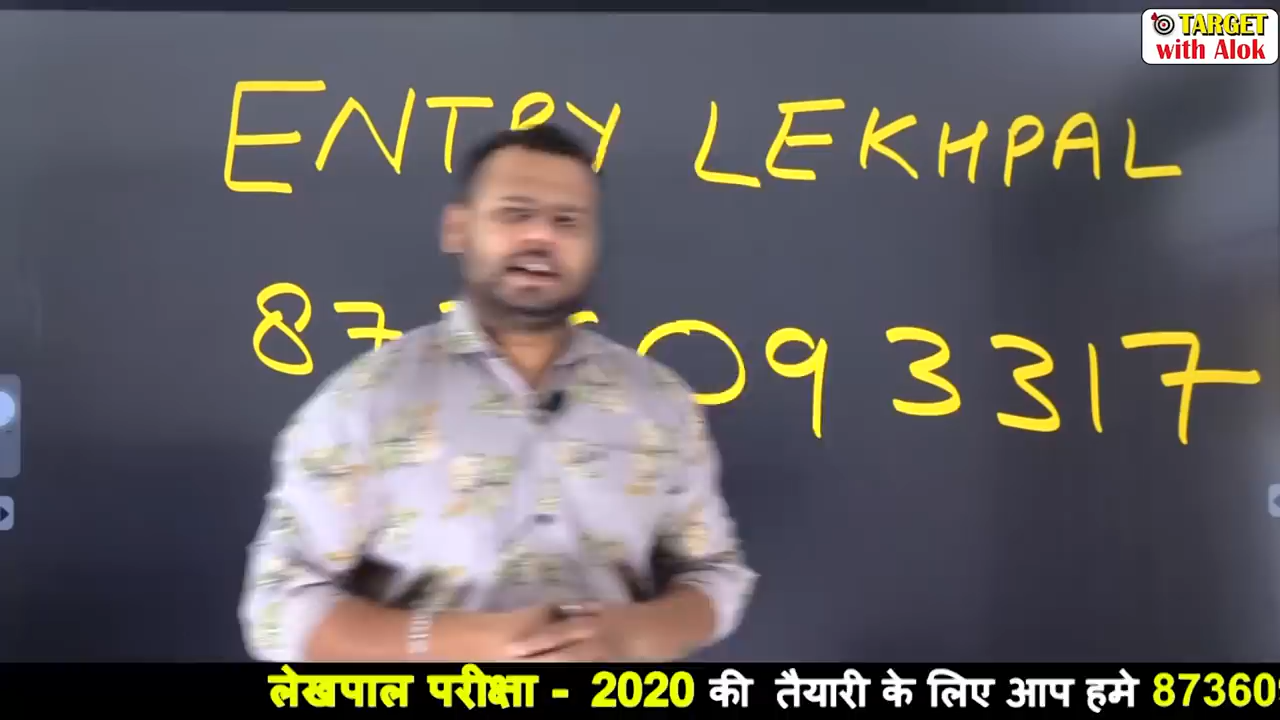 TARGET
with Alok
ENTRY LEKHPAL
87 093317
लेखपाल परीक्षा - 2020 की तैयारी के लिए आप हमे 87360